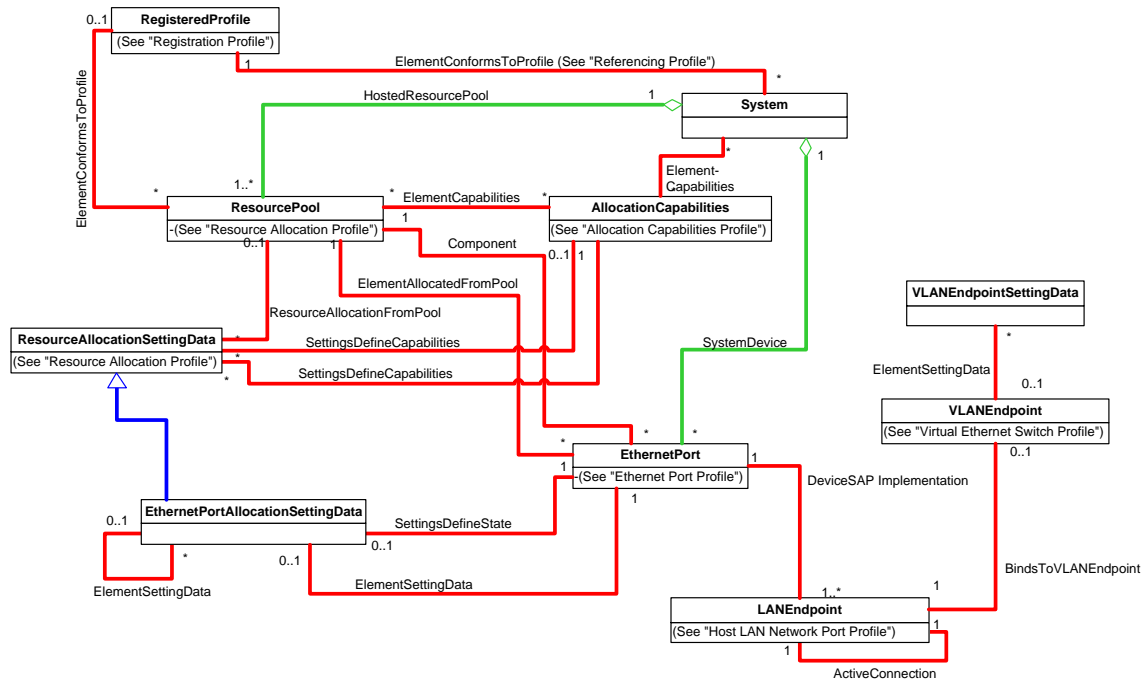 0..1
RegisteredProfile
(See "Registration Profile")
1
ElementConformsToProfile (See "Referencing Profile")
*
HostedResourcePool
1
System
ElementConformsToProfile
*
1
Element-
Capabilities
1..*
*
ElementCapabilities
*
*
ResourcePool
-(See "Resource Allocation Profile")
AllocationCapabilities
(See "Allocation Capabilities Profile")
1
0..1
1
Component
0..1
1
ElementAllocatedFromPool
VLANEndpointSettingData
ResourceAllocationFromPool
*
ResourceAllocationSettingData
(See "Resource Allocation Profile")
*
*
SettingsDefineCapabilities
SettingsDefineCapabilities
SystemDevice
*
ElementSettingData
0..1
VLANEndpoint
(See "Virtual Ethernet Switch Profile")
0..1
*
*
*
EthernetPort
-(See "Ethernet Port Profile")
1
1
1
DeviceSAP Implementation
EthernetPortAllocationSettingData
0..1
SettingsDefineState
0..1
*
0..1
ElementSettingData
ElementSettingData
BindsToVLANEndpoint
1..*
1
LANEndpoint
(See "Host LAN Network Port Profile")
1
1
ActiveConnection